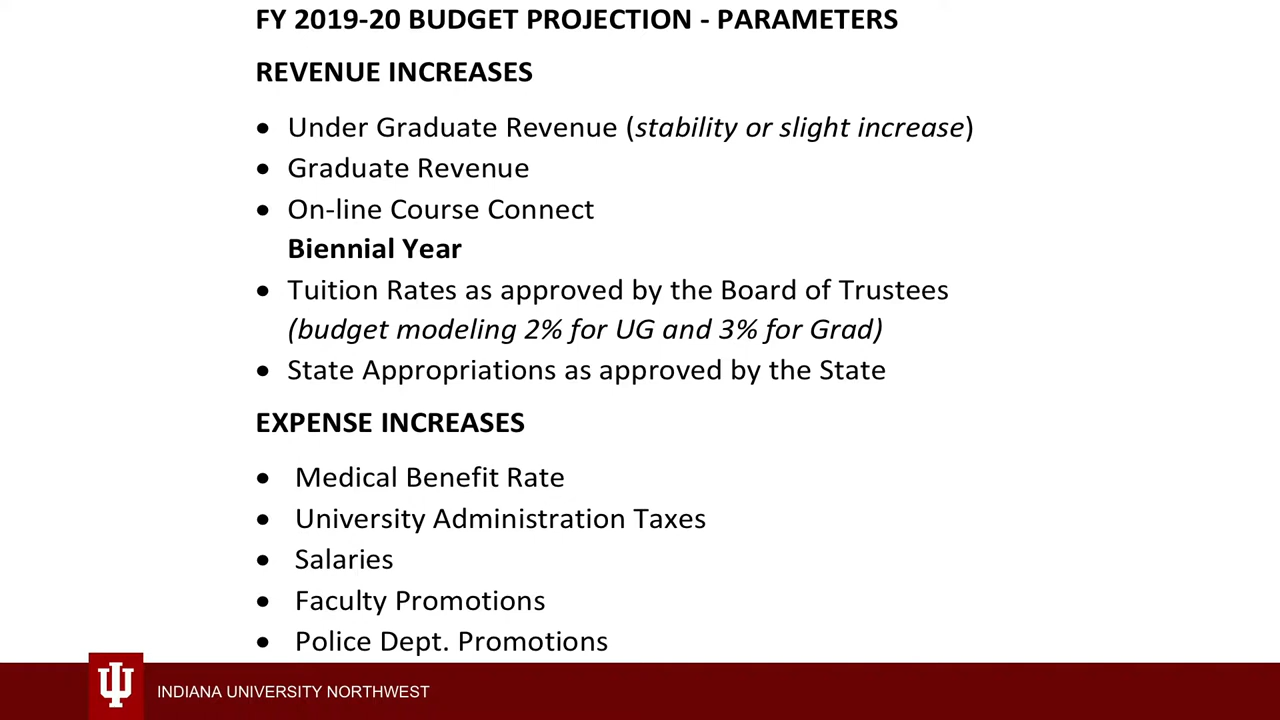 FY 2019-20 BUDGET PROJECTION - PARAMETERS
REVENUE INCREASES
• Under Graduate Revenue (stability or slight increase)
• Graduate Revenue
• On-line Course Connect
Biennial Year
• Tuition Rates as approved by the Board of Trustees
(budget modeling 2% for UG and 3% for Grad)
• State Appropriations as approved by the State
EXPENSE INCREASES
• Medical Benefit Rate
• University Administration Taxes
• Salaries
• Faculty Promotions
• Police Dept. Promotions
INDIANA UNIVERSITY NORTHWEST